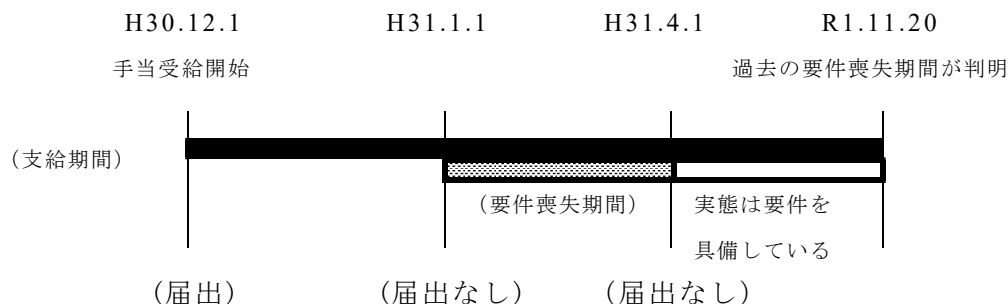 H30.12.1 H31.1.1 H31.4.1 R1.11.20
手当受給開始 過去の要件喪失期間が判明
（支給期間）
（要件喪失期間） 実態は要件を
具備している
（届出） （届出なし） （届出なし）